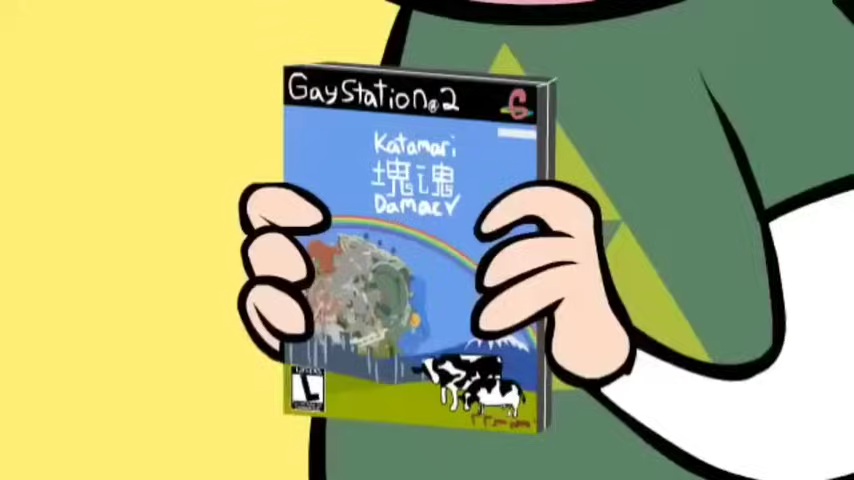 GayStation®2
Katamari
塊魂
Damacy
L